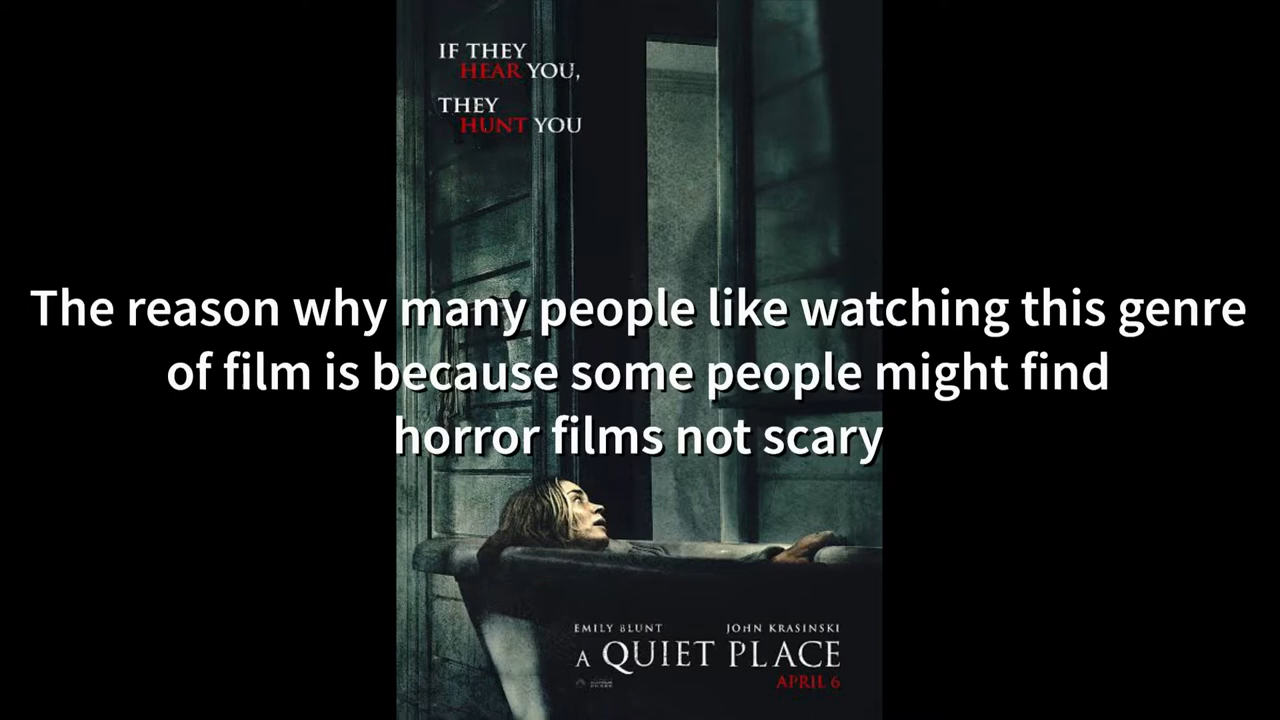 IF THEY
HEAR YOU,
THEY
HUNT YOU
The reason why many people like watching this genre
of film is because some people might find
horror films not scary
EMILY BLUNT JOHN KRASINSKI
A QUIET PLACE
APRIL 6